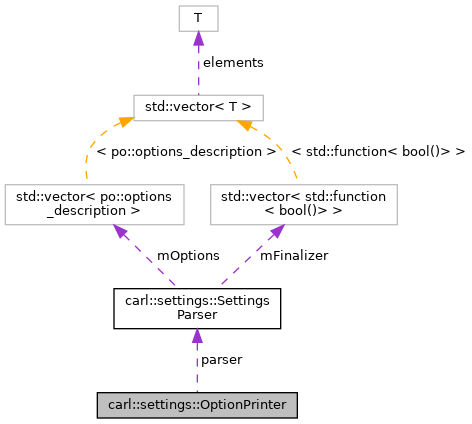 T
elements
std::vector< T >
< po::options_description >
< std::function< bool()> >
std::vector< po::options
_description >
std::vector< std::function
< bool()> >
mOptions
mFinalizer
carl::settings::Settings
Parser
parser
carl::settings::OptionPrinter